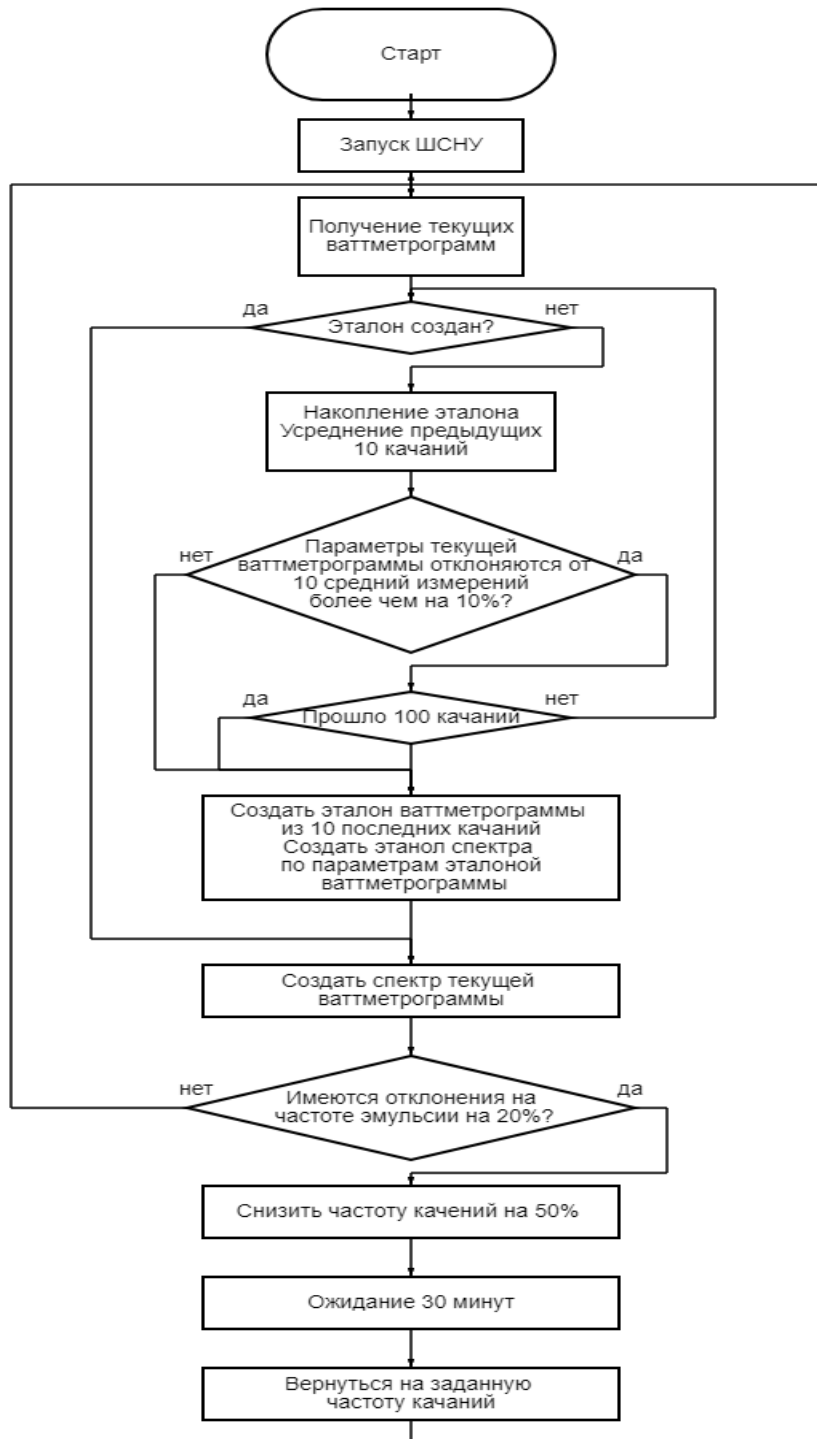 Старт
Запуск ШСНУ
Получение текущих
ваттметрограмм
да
нет
Эталон создан?
Накопление эталона
Усреднение предыдущих
10 качаний
нет
да
Параметры текущей
ваттметрограммы отклоняются от
10 средний измерений
более чем на 10%?
да
нет
Прошло 100 качаний
Создать эталон ваттметрограммы
из 10 последних качаний
Создать этанол спектра
по параметрам эталоной
ваттметрограммы
Создать спектр текущей
ваттметрограммы
нет
да
Имеются отклонения на
частоте эмульсии на 20%?
Снизить частоту качений на 50%
Ожидание 30 минут
Вернуться на заданную
частоту качаний